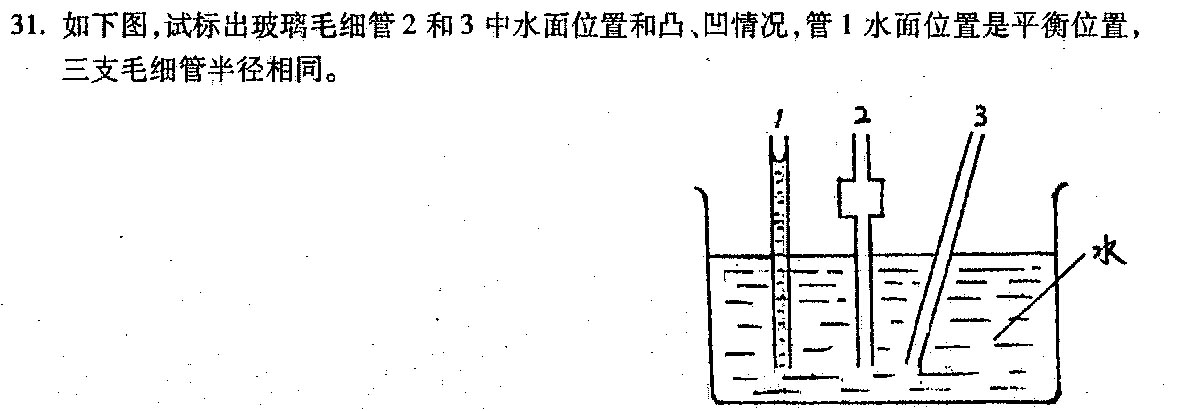 31. 如下图,试标出玻璃毛细管2和3中水面位置和凸、凹情况,管1水面位置是平衡位置,
三支毛细管半径相同。
1 2 3
水